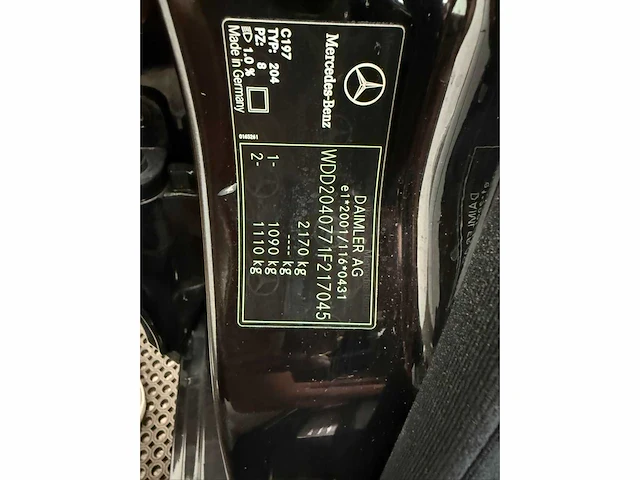 Mercedes-Benz
C197
TYP: 204
PZ: 8
1.0 %
Made in Germany
0165261
DAIMLER AG
e1*2001/116*0431
WDD2040771F217045
2170 kg
---- kg
1- 1090 kg
2- 1110 kg